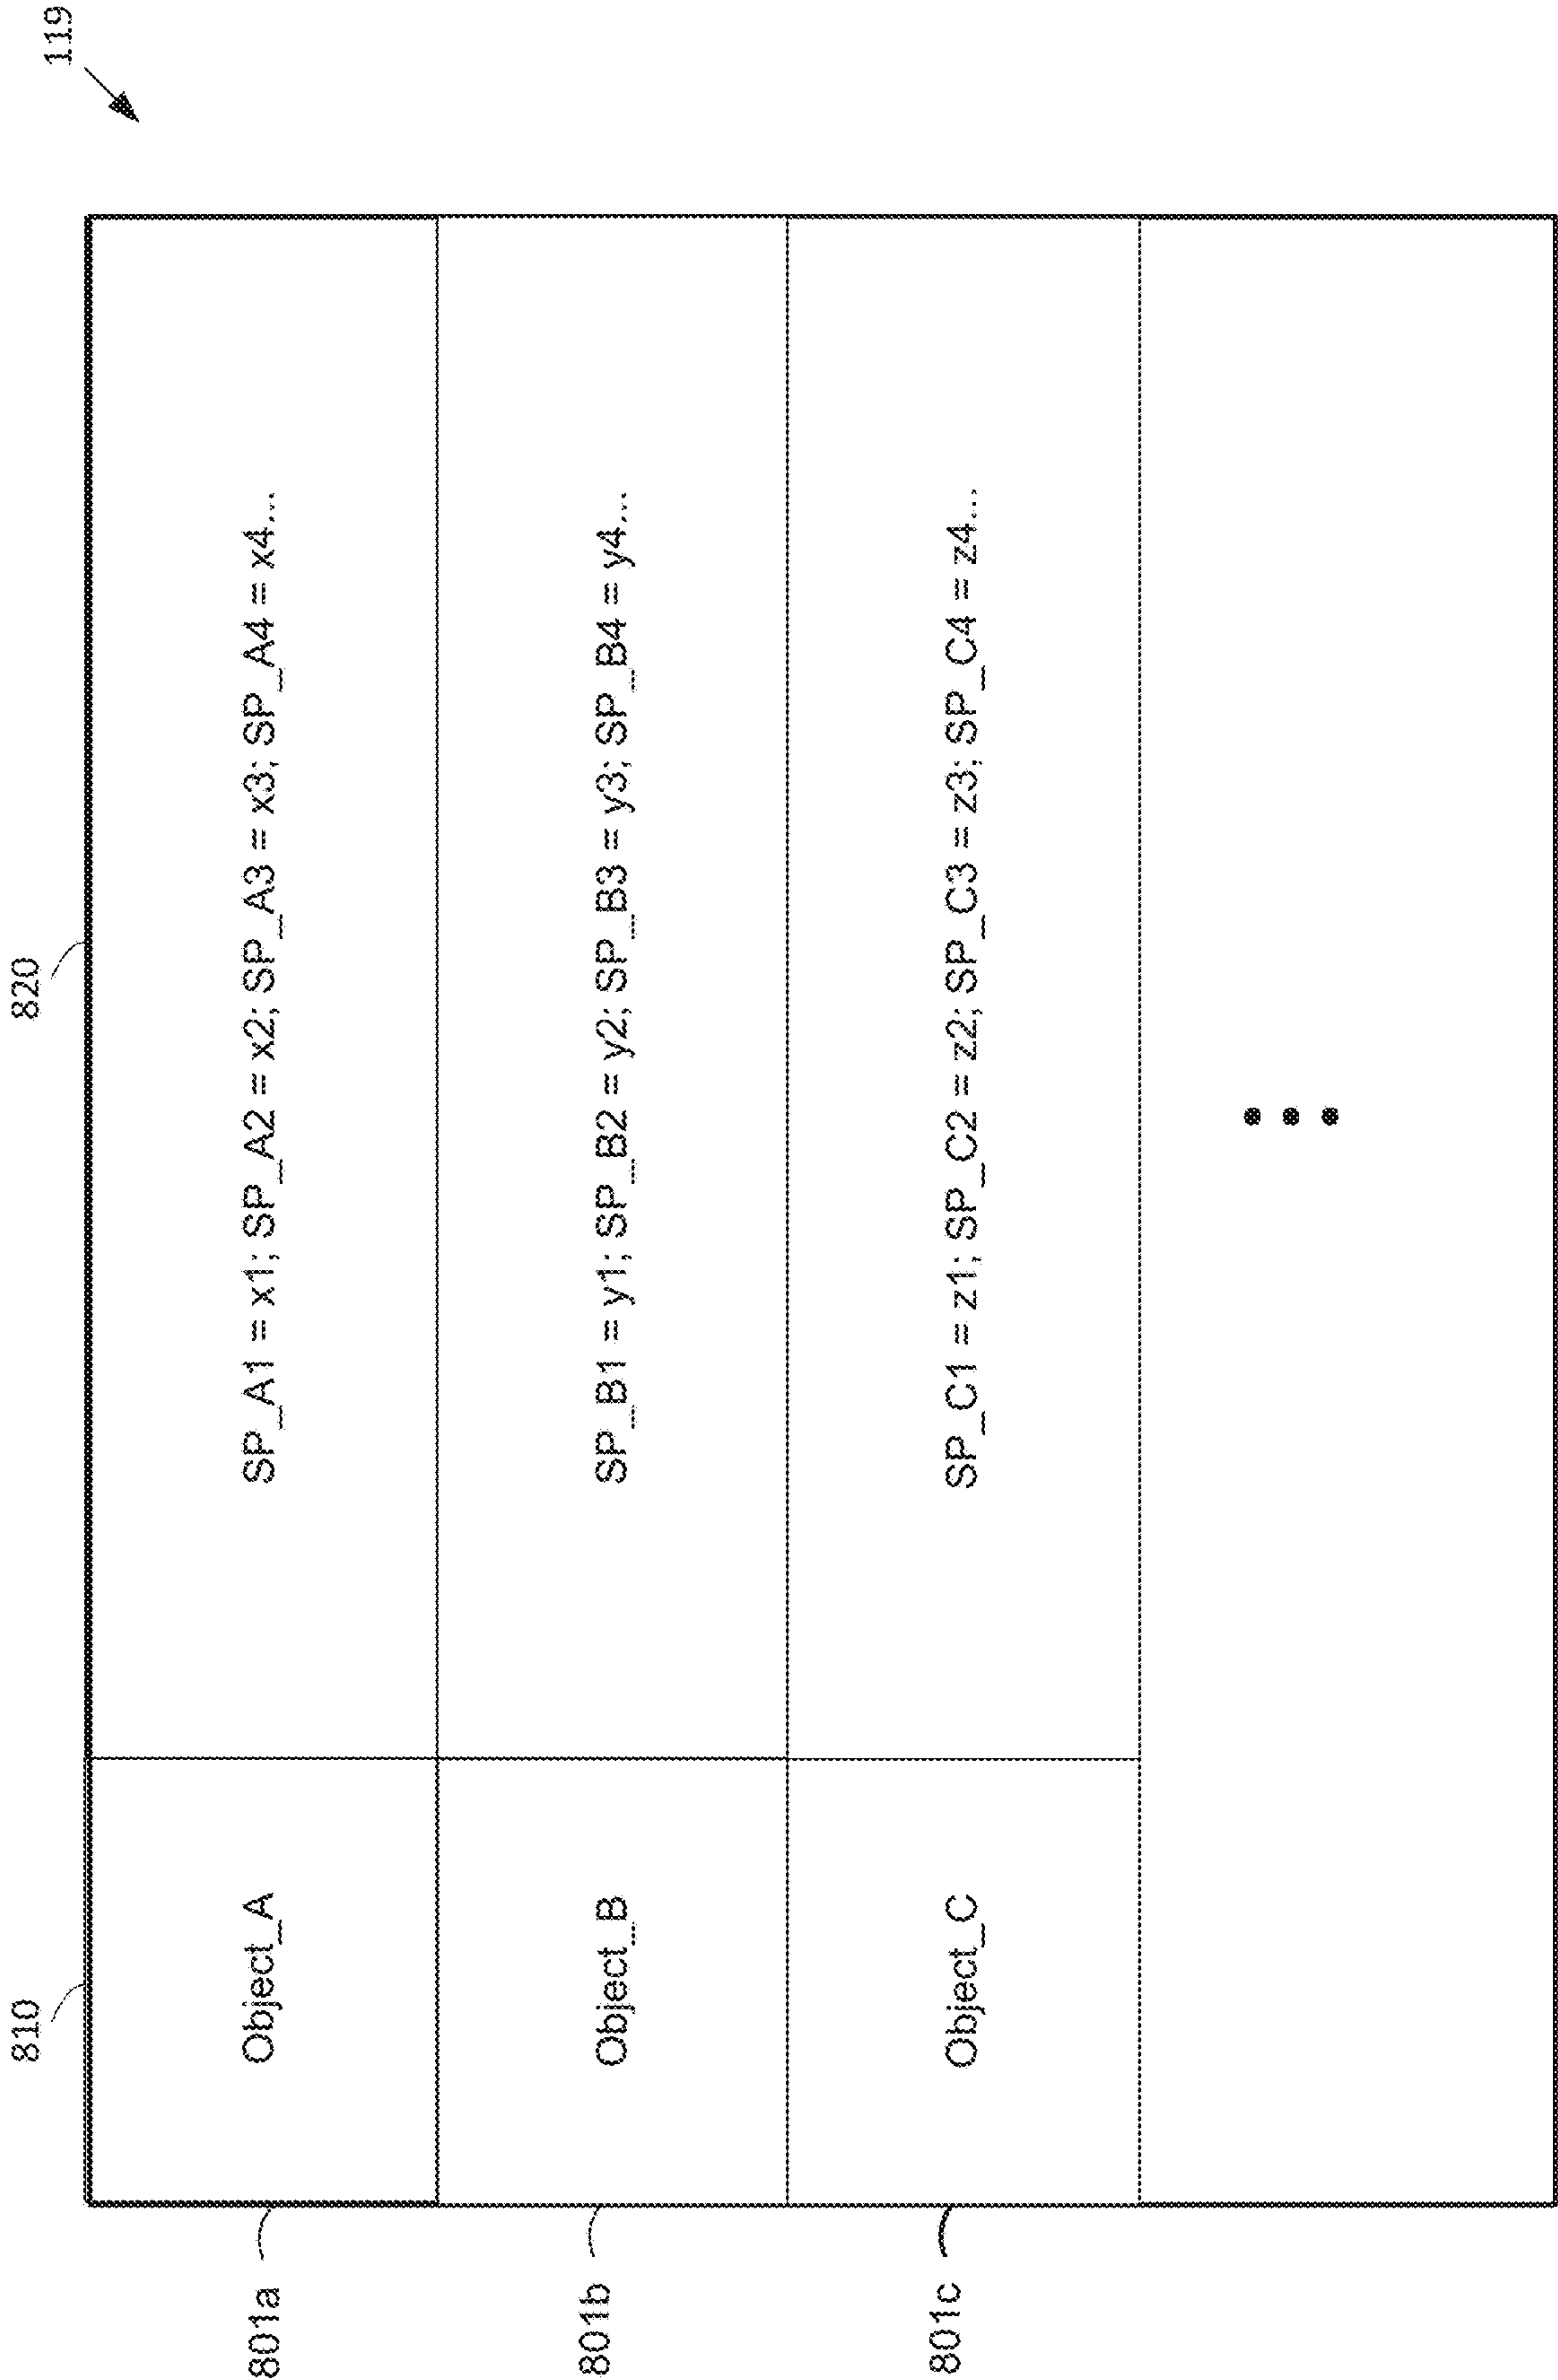 119
810
820
801a
Object_A
SP_A1 = x1; SP_A2 = x2; SP_A3 = x3; SP_A4 = x4...
801b
Object_B
SP_B1 = y1; SP_B2 = y2; SP_B3 = y3; SP_B4 = y4...
801c
Object_C
SP_C1 = z1; SP_C2 = z2; SP_C3 = z3; SP_C4 = z4...